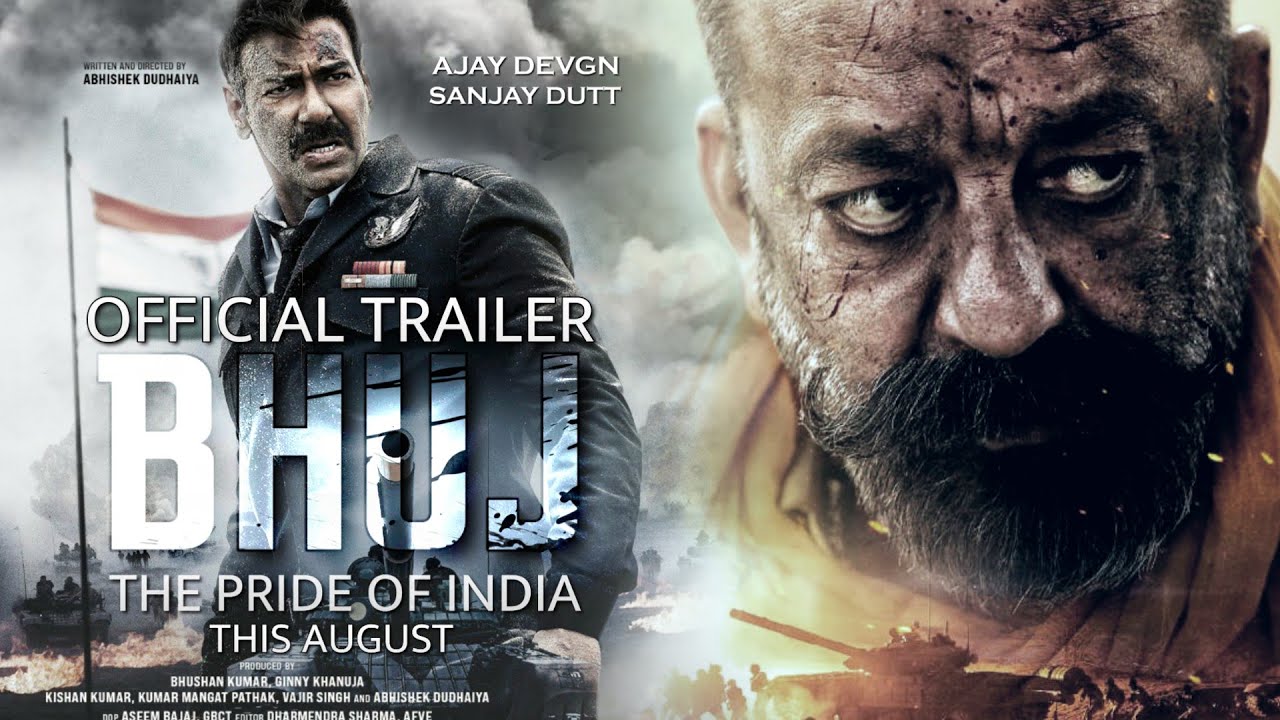 WRITTEN AND DIRECTED BY
ABHISHEK DUDHAIYA
AJAY DEVGN
SANJAY DUTT
OFFICIAL TRAILER
BHUJ
THE PRIDE OF INDIA
THIS AUGUST
PRODUCED BY
BHUSHAN KUMAR, GINNY KHANUJA
KISHAN KUMAR, KUMAR MANGAT PATHAK, VAJIR SINGH AND ABHISHEK DUDHAIYA
DOP ASEEM BAJAJ, GBCT EDITOR DHARMENDRA SHARMA, AFVE